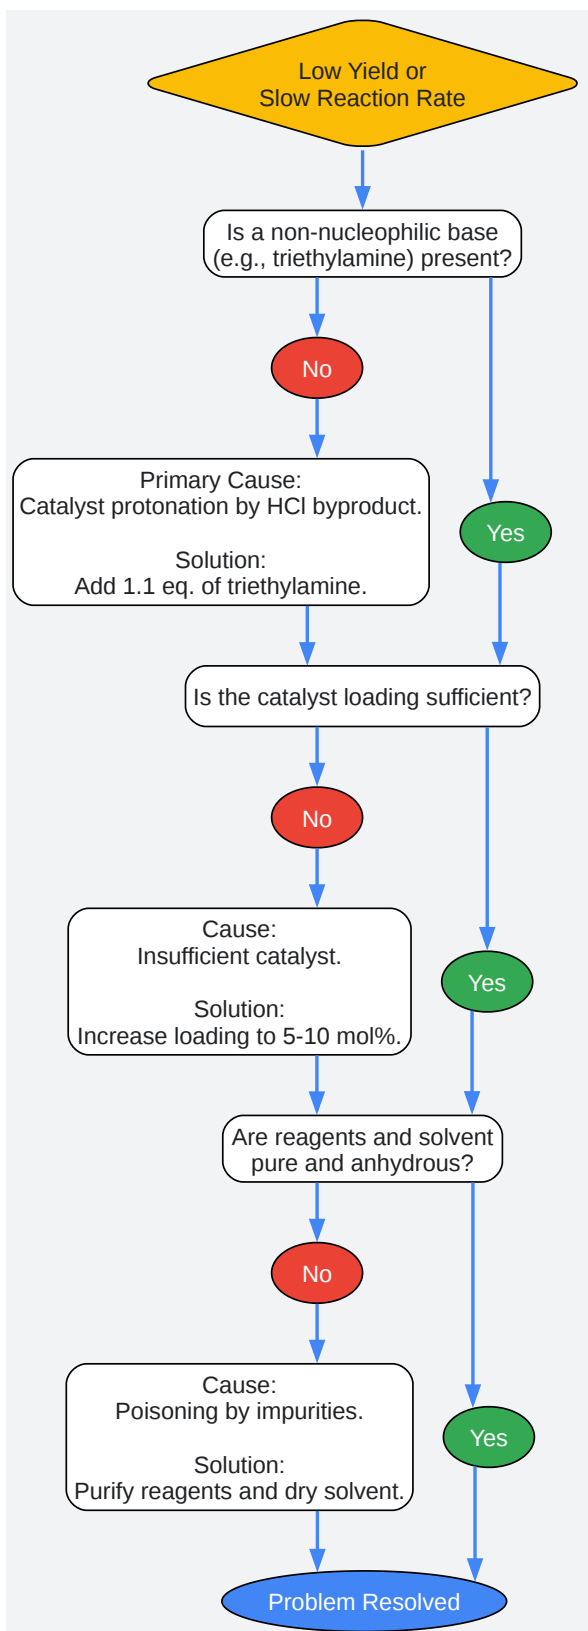 Low Yield or
Slow Reaction Rate
Is a non-nucleophilic base
(e.g., triethylamine) present?
No
Primary Cause:
Catalyst protonation by HCl byproduct.
Solution:
Add 1.1 eq. of triethylamine.
Yes
Is the catalyst loading sufficient?
No
Cause:
Insufficient catalyst.
Solution:
Increase loading to 5-10 mol%.
Yes
Are reagents and solvent
pure and anhydrous?
No
Cause:
Poisoning by impurities.
Solution:
Purify reagents and dry solvent.
Yes
Problem Resolved